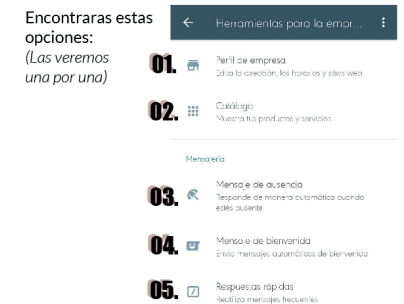 Encontraras estas
opciones:
(Las veremos
una por una)
Herramientas para la empr...
01.
Perfil de empresa
Edita la dirección, los horarios y sitios web
02.
Catálogo
Muestra tus productos y servicios
Mensajería
03.
Mensaje de ausencia
Responde de manera automática cuando
estés ausente
04.
Mensaje de bienvenida
Envía mensajes automáticos de bienvenida
05.
Respuestas rápidas
Reutiliza mensajes frecuentes